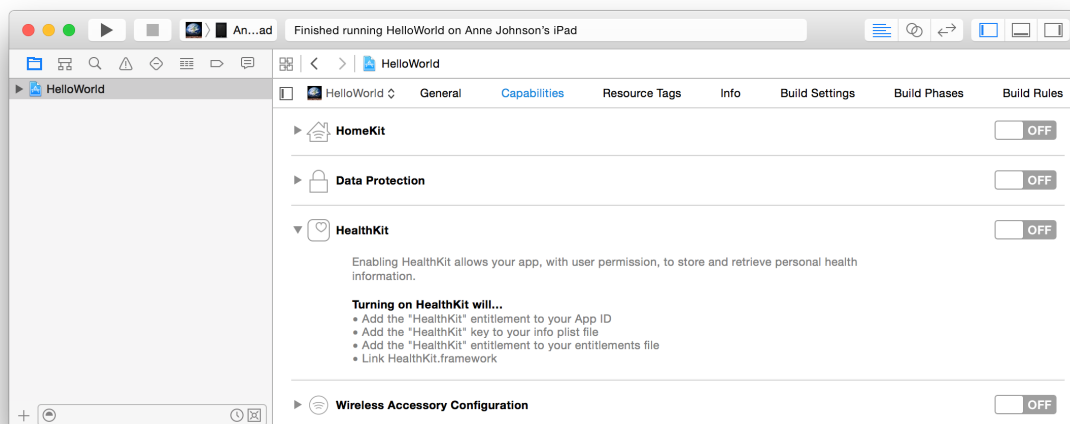 An...ad
Finished running HelloWorld on Anne Johnson's iPad
HelloWorld
HelloWorld
HelloWorld
General
Capabilities
Resource Tags
Info
Build Settings
Build Phases
Build Rules
HomeKit
OFF
Data Protection
OFF
HealthKit
OFF
Enabling HealthKit allows your app, with user permission, to store and retrieve personal health
information.
Turning on HealthKit will...
• Add the "HealthKit" entitlement to your App ID
• Add the "HealthKit" key to your info plist file
• Add the "HealthKit" entitlement to your entitlements file
• Link HealthKit.framework
Wireless Accessory Configuration
OFF